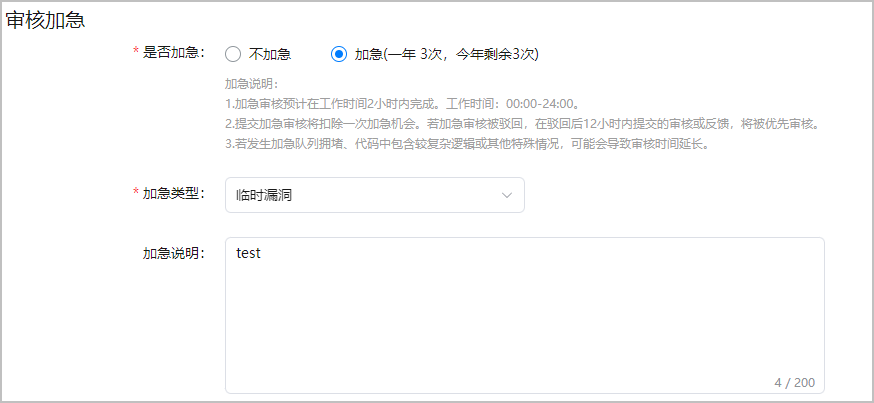 审核加急
* 是否加急： 不加急 加急(一年 3次，今年剩余3次)
加急说明：
1.加急审核预计在工作时间2小时内完成。工作时间：00:00-24:00。
2.提交加急审核将扣除一次加急机会。若加急审核被驳回，在驳回后12小时内提交的审核或反馈，将被优先审核。
3.若发生加急队列拥堵、代码中包含较复杂逻辑或其他特殊情况，可能会导致审核时间延长。
* 加急类型： 临时漏洞
加急说明： test
4 / 200